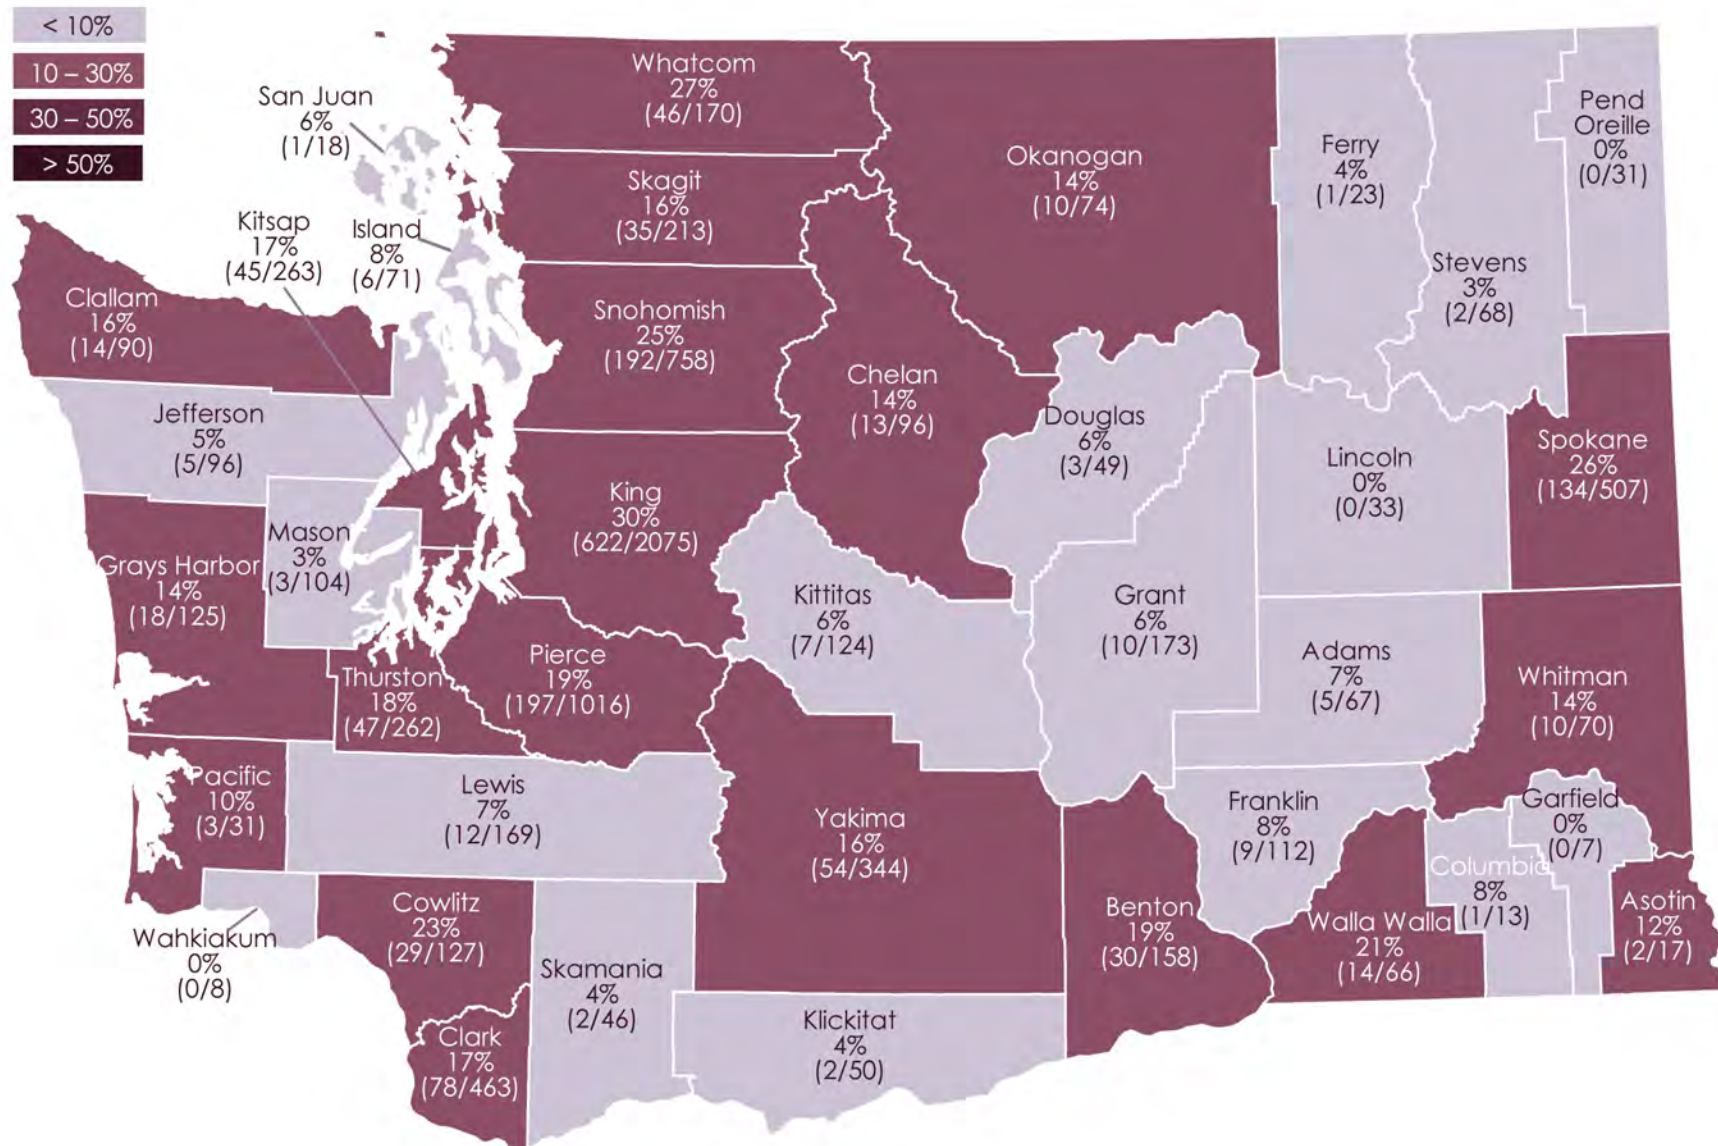 < 10%
10 – 30%
30 – 50%
> 50%
San Juan
6%
(1/18)
Whatcom
27%
(46/170)
Skagit
16%
(35/213)
Okanogan
14%
(10/74)
Ferry
4%
(1/23)
Pend
Oreille
0%
(0/31)
Stevens
3%
(2/68)
Kitsap
17%
(45/263)
Island
8%
(6/71)
Clallam
16%
(14/90)
Snohomish
25%
(192/758)
Chelan
14%
(13/96)
Douglas
6%
(3/49)
Jefferson
5%
(5/96)
Lincoln
0%
(0/33)
Spokane
26%
(134/507)
King
30%
(622/2075)
Mason
3%
(3/104)
Grays Harbor
14%
(18/125)
Kittitas
6%
(7/124)
Grant
6%
(10/173)
Adams
7%
(5/67)
Whitman
14%
(10/70)
Thurston
18%
(47/262)
Pierce
19%
(197/1016)
Pacific
10%
(3/31)
Lewis
7%
(12/169)
Yakima
16%
(54/344)
Franklin
8%
(9/112)
Garfield
0%
(0/7)
Columbia
8%
(1/13)
Asotin
12%
(2/17)
Wahkiakum
0%
(0/8)
Cowlitz
23%
(29/127)
Skamania
4%
(2/46)
Benton
19%
(30/158)
Walla Walla
21%
(14/66)
Clark
17%
(78/463)
Klickitat
4%
(2/50)